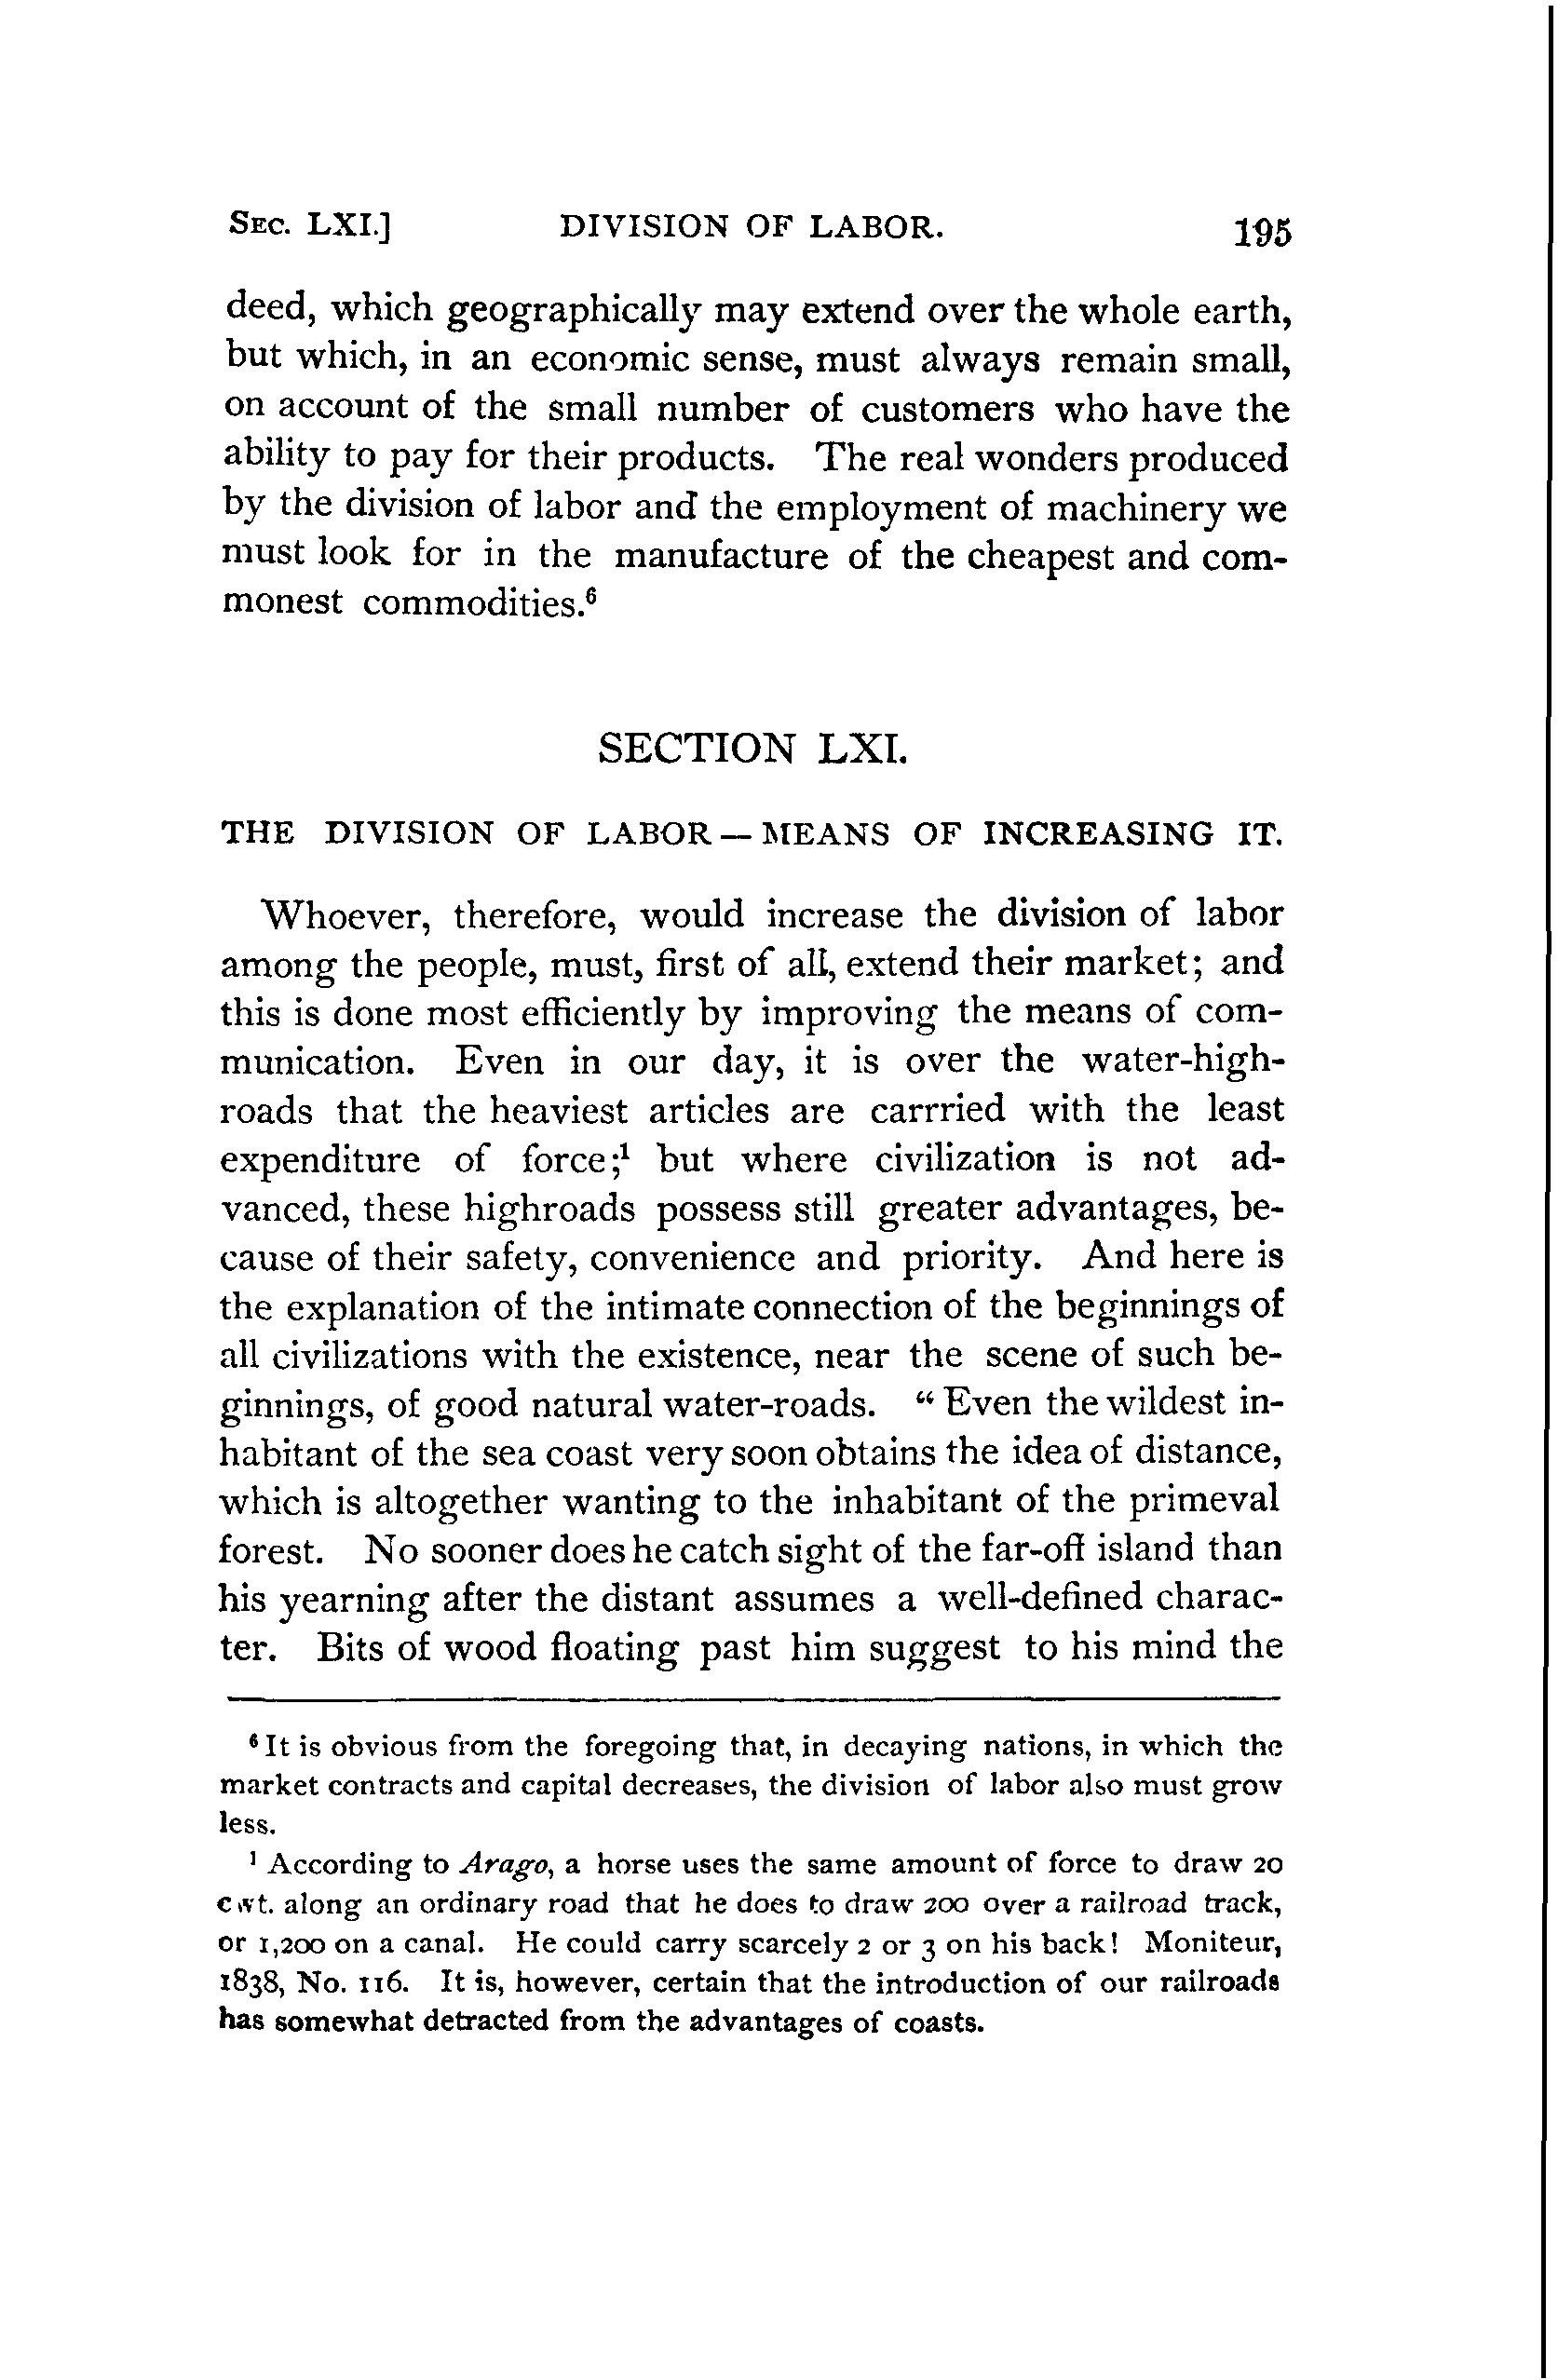 SEC. LXI.] DIVISION OF LABOR. 195
deed, which geographically may extend over the whole earth,
but which, in an economic sense, must always remain small,
on account of the small number of customers who have the
ability to pay for their products. The real wonders produced
by the division of labor and the employment of machinery we
must look for in the manufacture of the cheapest and com-
monest commodities.⁶
SECTION LXI.
THE DIVISION OF LABOR — MEANS OF INCREASING IT.
Whoever, therefore, would increase the division of labor
among the people, must, first of all, extend their market; and
this is done most efficiently by improving the means of com-
munication. Even in our day, it is over the water-high-
roads that the heaviest articles are carrried with the least
expenditure of force;¹ but where civilization is not ad-
vanced, these highroads possess still greater advantages, be-
cause of their safety, convenience and priority. And here is
the explanation of the intimate connection of the beginnings of
all civilizations with the existence, near the scene of such be-
ginnings, of good natural water-roads. “Even the wildest in-
habitant of the sea coast very soon obtains the idea of distance,
which is altogether wanting to the inhabitant of the primeval
forest. No sooner does he catch sight of the far-off island than
his yearning after the distant assumes a well-defined charac-
ter. Bits of wood floating past him suggest to his mind the
⁶ It is obvious from the foregoing that, in decaying nations, in which the
market contracts and capital decreases, the division of labor also must grow
less.
¹ According to Arago, a horse uses the same amount of force to draw 20
cwt. along an ordinary road that he does to draw 200 over a railroad track,
or 1,200 on a canal. He could carry scarcely 2 or 3 on his back! Moniteur,
1838, No. 116. It is, however, certain that the introduction of our railroads
has somewhat detracted from the advantages of coasts.